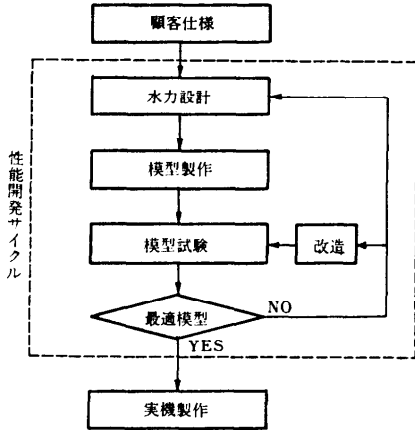 顧客仕様
水力設計
性能開発サイクル
模型製作
模型試験
改造
最適模型
NO
YES
実機製作